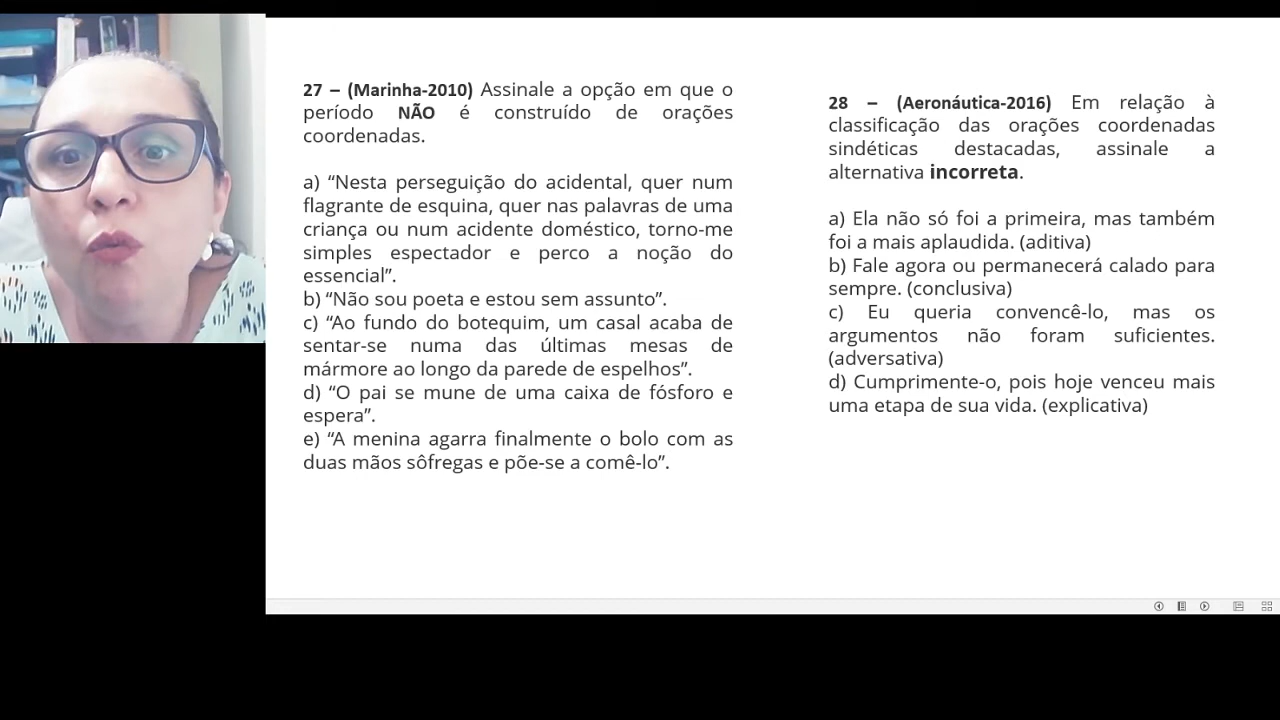 27 – (Marinha-2010) Assinale a opção em que o
período NÃO é construído de orações
coordenadas.
a) “Nesta perseguição do acidental, quer num
flagrante de esquina, quer nas palavras de uma
criança ou num acidente doméstico, torno-me
simples espectador e perco a noção do
essencial”.
b) “Não sou poeta e estou sem assunto”.
c) “Ao fundo do botequim, um casal acaba de
sentar-se numa das últimas mesas de
mármore ao longo da parede de espelhos”.
d) “O pai se mune de uma caixa de fósforo e
espera”.
e) “A menina agarra finalmente o bolo com as
duas mãos sôfregas e põe-se a comê-lo”.
28 – (Aeronáutica-2016) Em relação à
classificação das orações coordenadas
sindéticas destacadas, assinale a
alternativa incorreta.
a) Ela não só foi a primeira, mas também
foi a mais aplaudida. (aditiva)
b) Fale agora ou permanecerá calado para
sempre. (conclusiva)
c) Eu queria convencê-lo, mas os
argumentos não foram suficientes.
(adversativa)
d) Cumprimente-o, pois hoje venceu mais
uma etapa de sua vida. (explicativa)